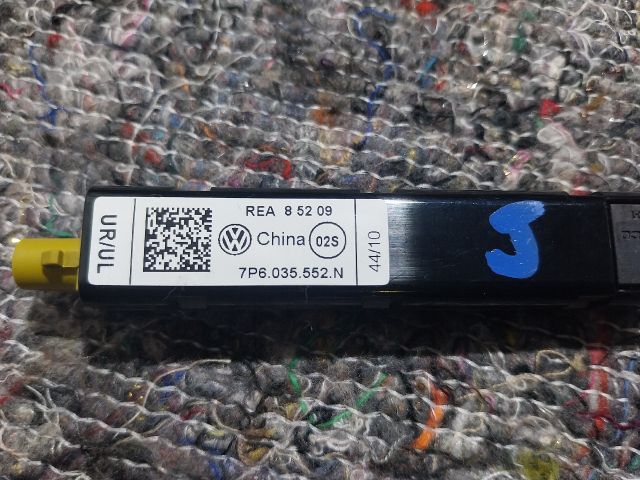 UR/UL
REA 8 52 09
China 02S
7P6.035.552.N
44/10